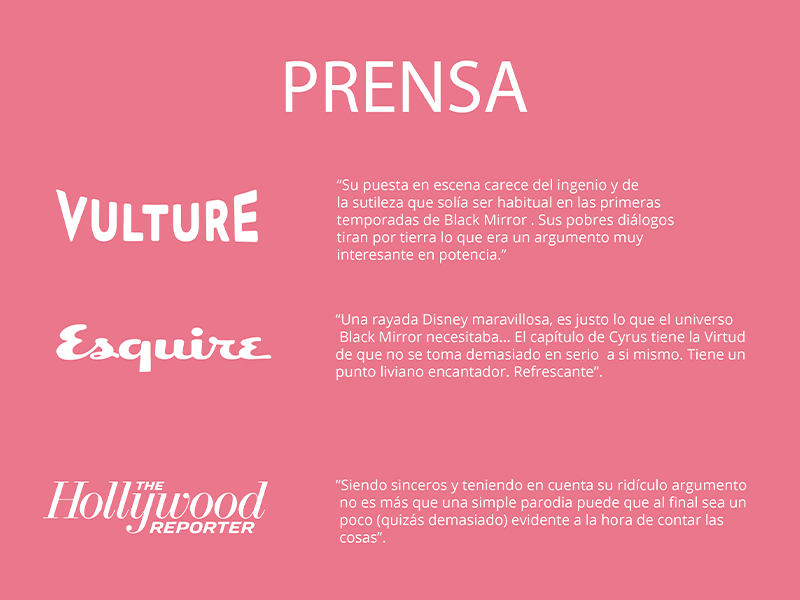 PRENSA
VULTURE
“Su puesta en escena carece del ingenio y de
la sutileza que solía ser habitual en las primeras
temporadas de Black Mirror . Sus pobres diálogos
tiran por tierra lo que era un argumento muy
interesante en potencia.”
Esquire
“Una rayada Disney maravillosa, es justo lo que el universo
Black Mirror necesitaba... El capítulo de Cyrus tiene la Virtud
de que no se toma demasiado en serio  a si mismo. Tiene un
punto liviano encantador. Refrescante”.
THE
Hollywood
REPORTER
“Siendo sinceros y teniendo en cuenta su ridículo argumento
no es más que una simple parodia puede que al final sea un
poco (quizás demasiado) evidente a la hora de contar las
cosas”.